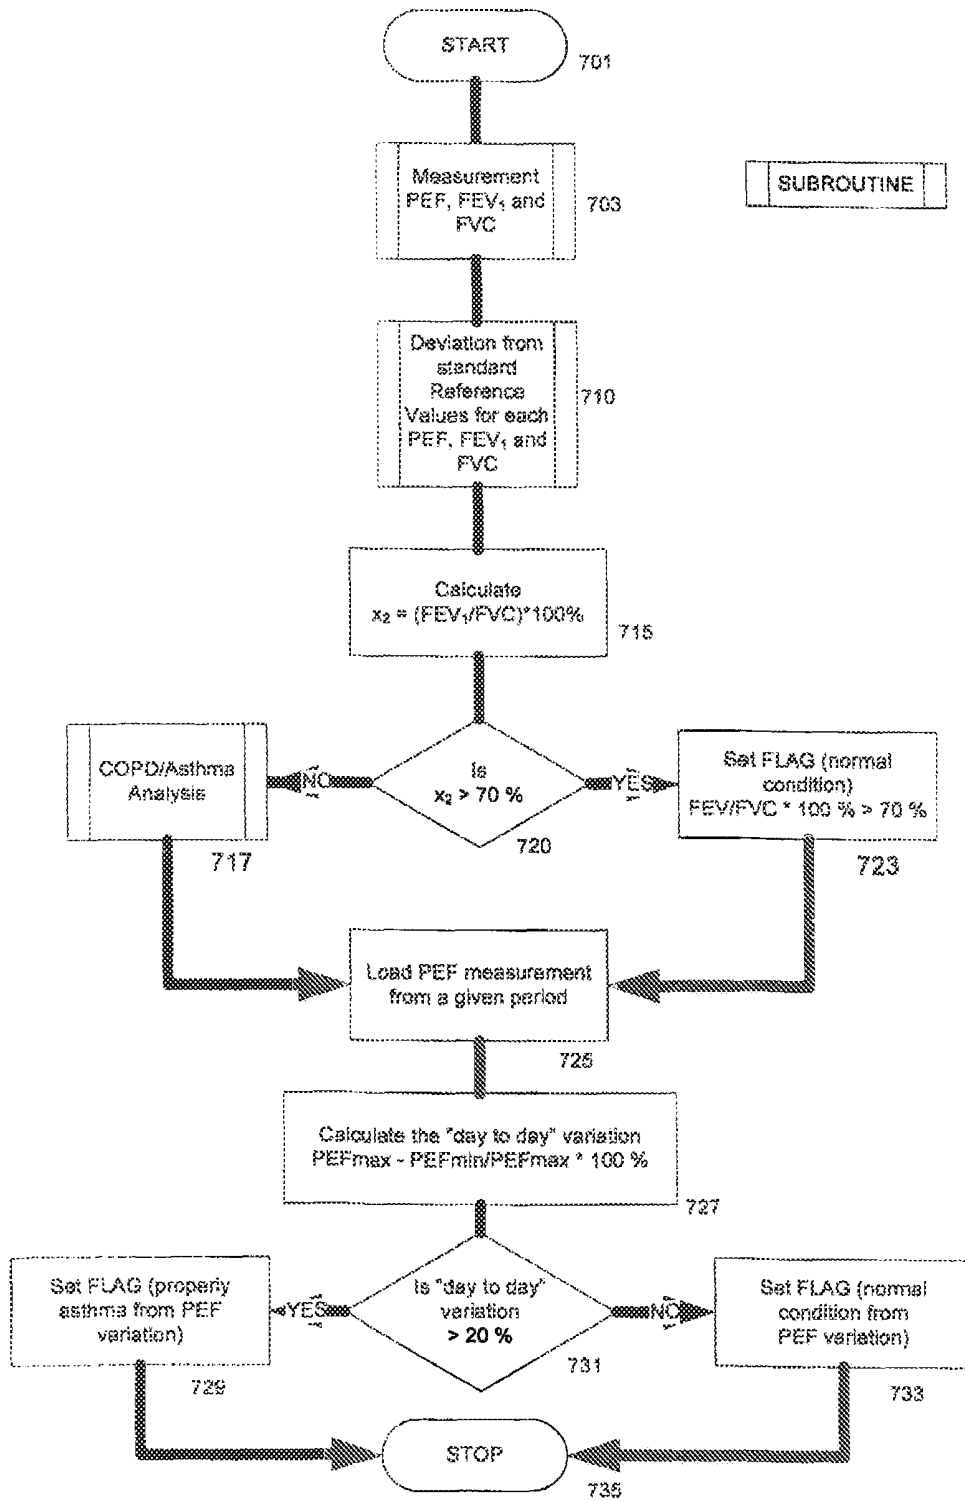 START
701
Measurement
PEF, FEV₁ and
FVC
703
SUBROUTINE
Deviation from
standard
Reference
Values for each
PEF, FEV₁ and
FVC
710
Calculate
x₂ = (FEV₁/FVC)*100%
715
COPD/Asthma
Analysis
717
NO
Is
x₂ > 70 %
720
YES
Set FLAG (normal
condition)
FEV/FVC * 100 % > 70 %
723
Load PEF measurement
from a given period
725
Calculate the "day to day" variation
PEFmax - PEFmin/PEFmax * 100 %
727
Set FLAG (properly
asthma from PEF
variation)
729
YES
Is "day to day"
variation
> 20 %
731
NO
Set FLAG (normal
condition from
PEF variation)
733
STOP
735